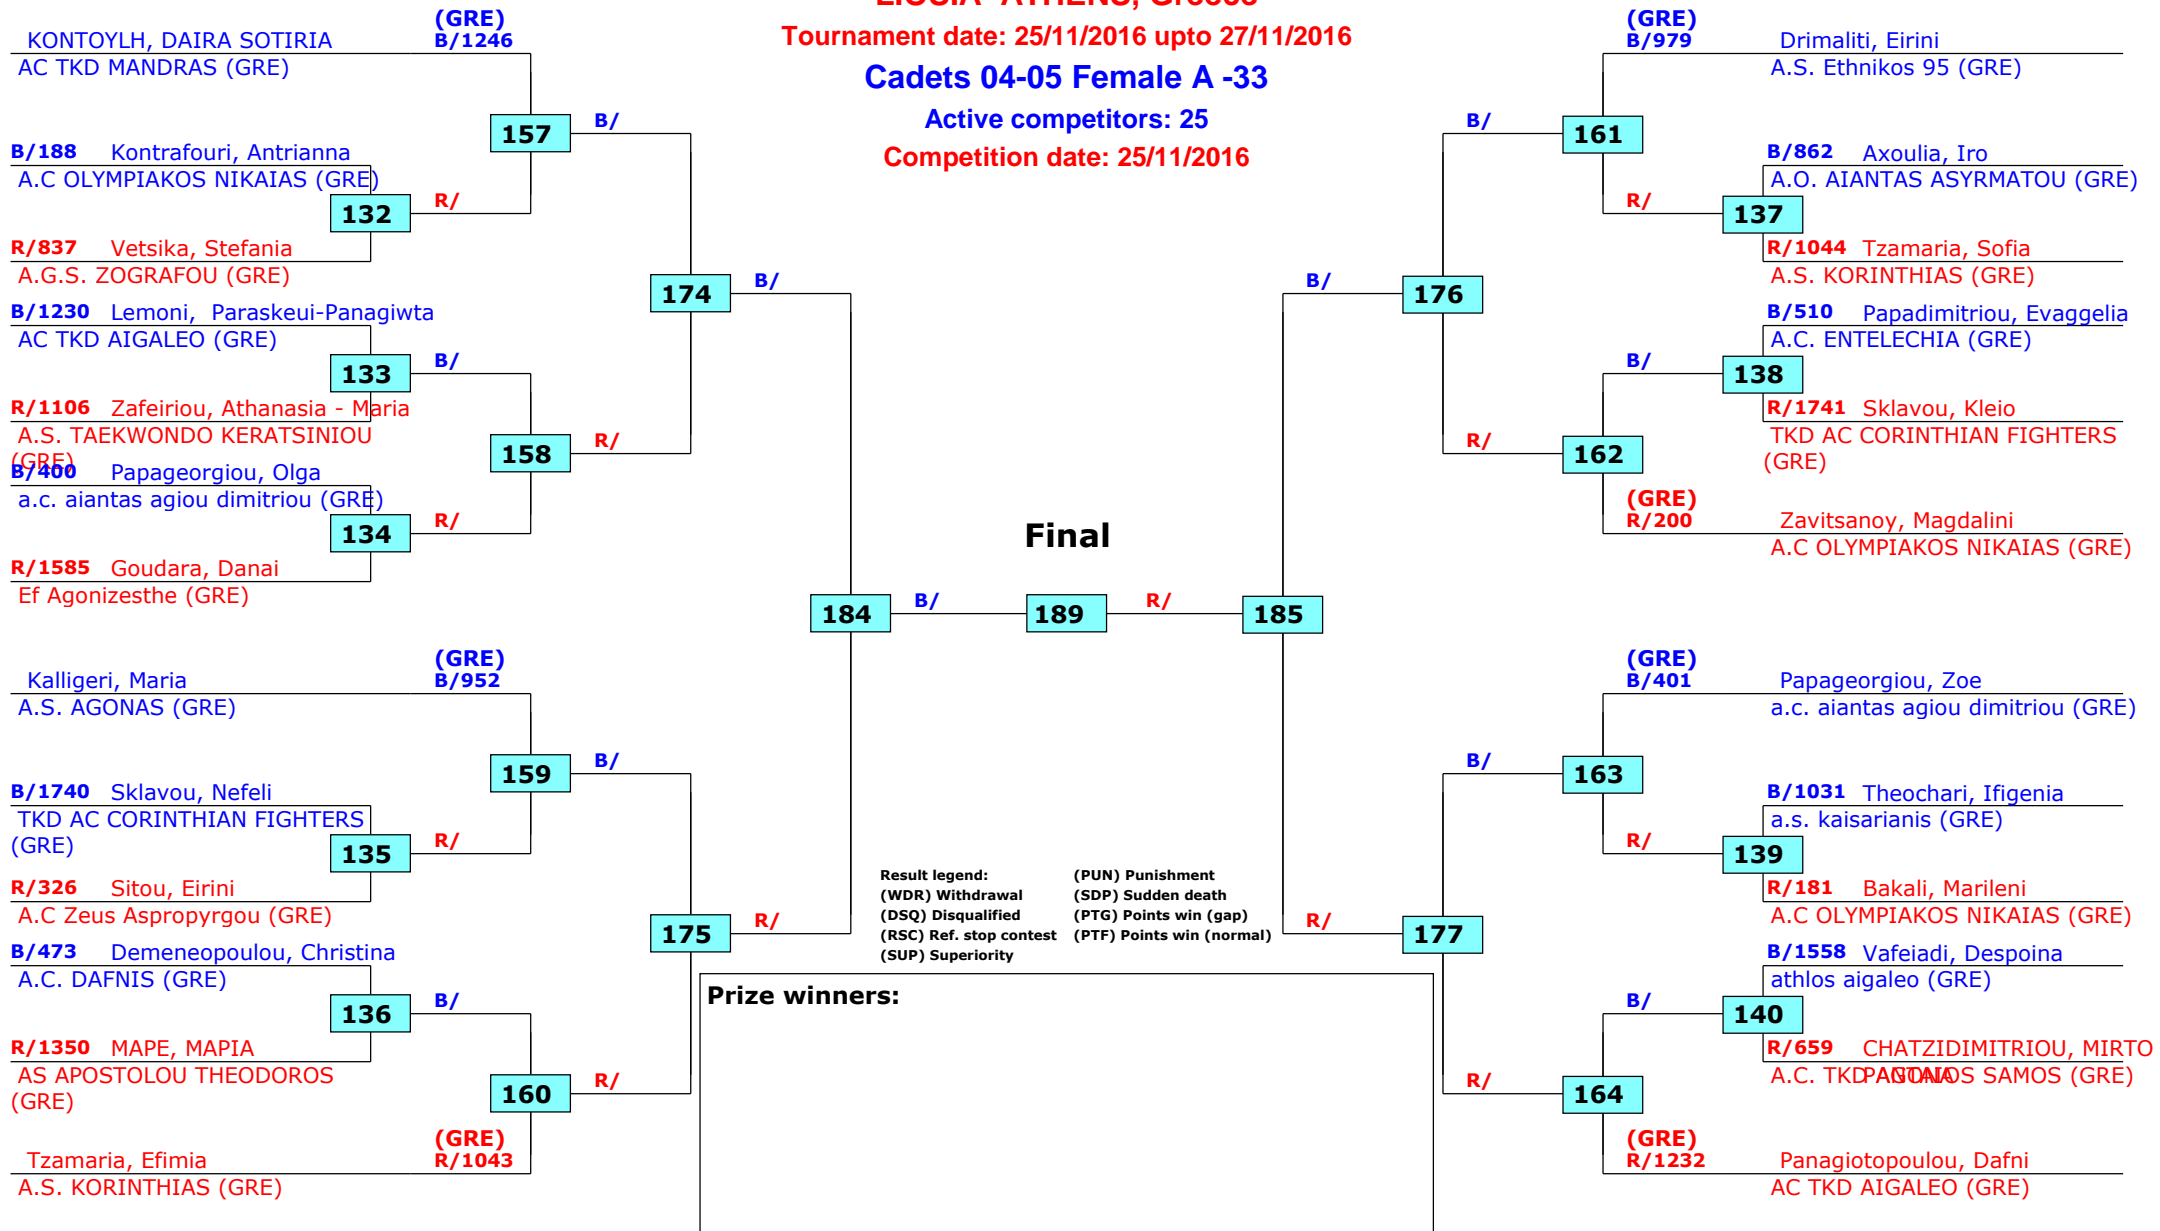 LIOSIA ATHENS, Greece
Tournament date: 25/11/2016 upto 27/11/2016
Cadets 04-05 Female A -33
Active competitors: 25
Competition date: 25/11/2016
(GRE)
KONTOYLH, DAIRA SOTIRIA B/1246
AC TKD MANDRAS (GRE)
157
B/
B/188 Kontrafouri, Antrianna
A.C OLYMPIAKOS NIKAIAS (GRE)
132
R/
R/837 Vetsika, Stefania
A.G.S. ZOGRAFOU (GRE)
174
B/
B/1230 Lemoni, Paraskeui-Panagiwta
AC TKD AIGALEO (GRE)
133
B/
R/1106 Zafeiriou, Athanasia - Maria
A.S. TAEKWONDO KERATSINIOU
(GRE)
158
R/
B/400 Papageorgiou, Olga
a.c. aiantas agiou dimitriou (GRE)
134
R/
R/1585 Goudara, Danai
Ef Agonizesthe (GRE)
184
B/
(GRE)
Kalligeri, Maria B/952
A.S. AGONAS (GRE)
159
B/
B/1740 Sklavou, Nefeli
TKD AC CORINTHIAN FIGHTERS
(GRE)
135
R/
R/326 Sitou, Eirini
A.C Zeus Aspropyrgou (GRE)
175
R/
B/473 Demeneopoulou, Christina
A.C. DAFNIS (GRE)
136
B/
R/1350 MAPE, MAPIA
AS APOSTOLOU THEODOROS
(GRE)
160
R/
(GRE)
Tzamaria, Efimia R/1043
A.S. KORINTHIAS (GRE)
Final
189
R/
185
(GRE)
B/979 Drimaliti, Eirini
A.S. Ethnikos 95 (GRE)
B/
161
B/862 Axoulia, Iro
A.O. AIANTAS ASYRMATOU (GRE)
R/
137
R/1044 Tzamaria, Sofia
A.S. KORINTHIAS (GRE)
B/
176
B/510 Papadimitriou, Evaggelia
A.C. ENTELECHIA (GRE)
B/
138
R/1741 Sklavou, Kleio
TKD AC CORINTHIAN FIGHTERS
(GRE)
R/
162
(GRE)
R/200 Zavitsanoy, Magdalini
A.C OLYMPIAKOS NIKAIAS (GRE)
(GRE)
B/401 Papageorgiou, Zoe
a.c. aiantas agiou dimitriou (GRE)
B/
163
B/1031 Theochari, Ifigenia
a.s. kaisarianis (GRE)
R/
139
R/181 Bakali, Marileni
A.C OLYMPIAKOS NIKAIAS (GRE)
R/
177
B/1558 Vafeiadi, Despoina
athlos aigaleo (GRE)
B/
140
R/659 CHATZIDIMITRIOU, MIRTO
A.C. TKD SAMOS (GRE)
R/
164
(GRE)
R/1232 Panagiotopoulou, Dafni
AC TKD AIGALEO (GRE)
Result legend: (PUN) Punishment
(WDR) Withdrawal (SDP) Sudden death
(DSQ) Disqualified (PTG) Points win (gap)
(RSC) Ref. stop contest (PTF) Points win (normal)
(SUP) Superiority
Prize winners: